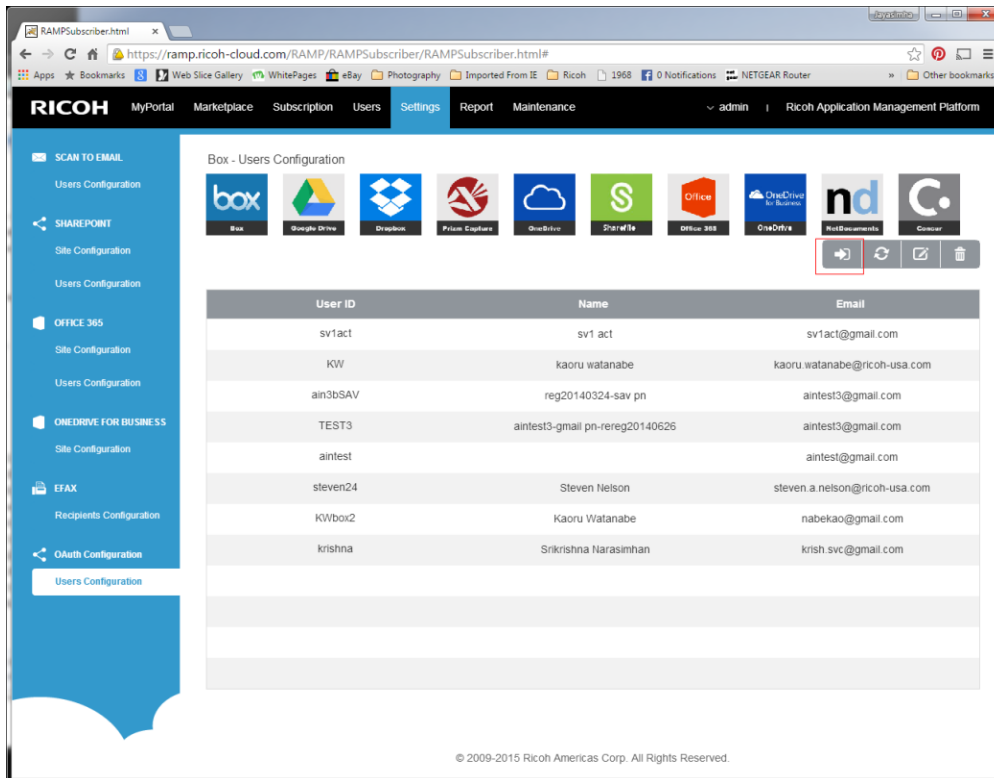 Jayasimha
RAMPSubscriber.html
https://ramp.ricoh-cloud.com/RAMP/RAMPSubscriber/RAMPSubscriber.html#
Apps Bookmarks Web Slice Gallery WhitePages eBay Photography Imported From IE Ricoh 1968 0 Notifications NETGEAR Router » Other bookmarks
RICOH MyPortal Marketplace Subscription Users Settings Report Maintenance admin | Ricoh Application Management Platform
SCAN TO EMAIL
Users Configuration
SHAREPOINT
Site Configuration
Users Configuration
OFFICE 365
Site Configuration
Users Configuration
ONEDRIVE FOR BUSINESS
Site Configuration
EFAX
Recipients Configuration
OAuth Configuration
Users Configuration
Box - Users Configuration
box S Office OneDrive for Business nd C.
Box Google Drive Dropbox Prizm Capture OneDrive Sharefile Office 365 OneDrive NetDocuments Concur
User ID Name Email
sv1act sv1 act sv1act@gmail.com
KW kaoru watanabe kaoru.watanabe@ricoh-usa.com
ain3bSAV reg20140324-sav pn aintest3@gmail.com
TEST3 aintest3-gmail pn-rereg20140626 aintest3@gmail.com
aintest aintest@gmail.com
steven24 Steven Nelson steven.a.nelson@ricoh-usa.com
KWbox2 Kaoru Watanabe nabekao@gmail.com
krishna Srikrishna Narasimhan krish.svc@gmail.com
© 2009-2015 Ricoh Americas Corp. All Rights Reserved.